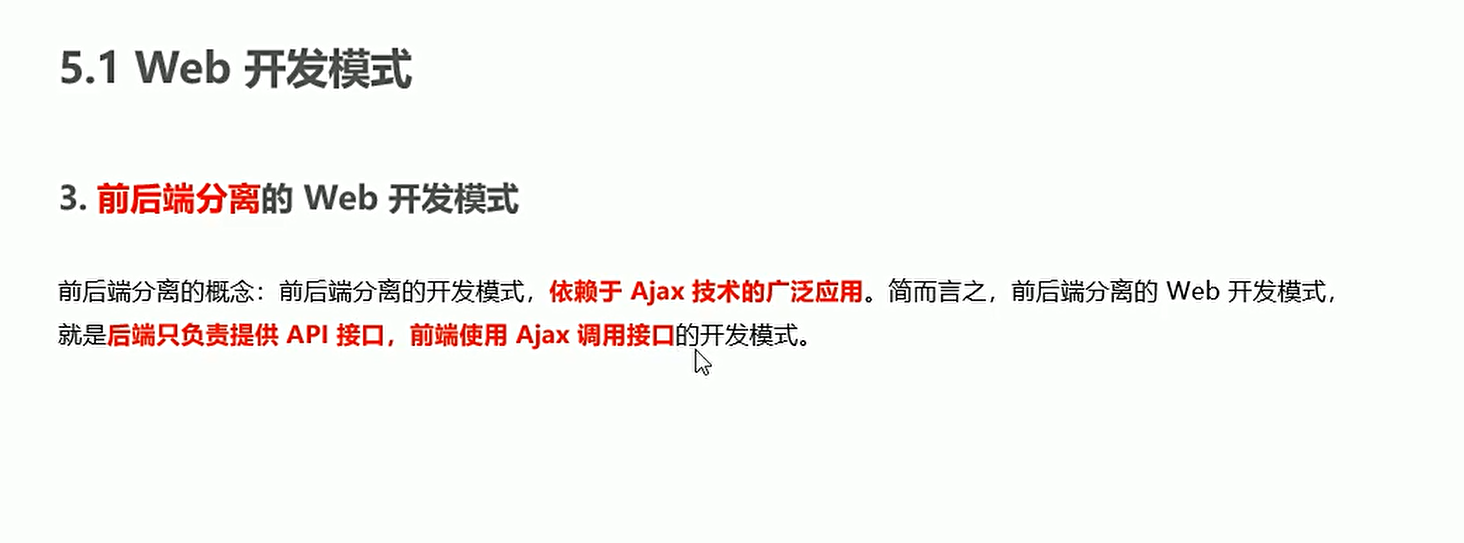 5.1 Web 开发模式
3. 前后端分离的 Web 开发模式
前后端分离的概念：前后端分离的开发模式，依赖于 Ajax 技术的广泛应用。简而言之，前后端分离的 Web 开发模式，
就是后端只负责提供 API 接口，前端使用 Ajax 调用接口的开发模式。